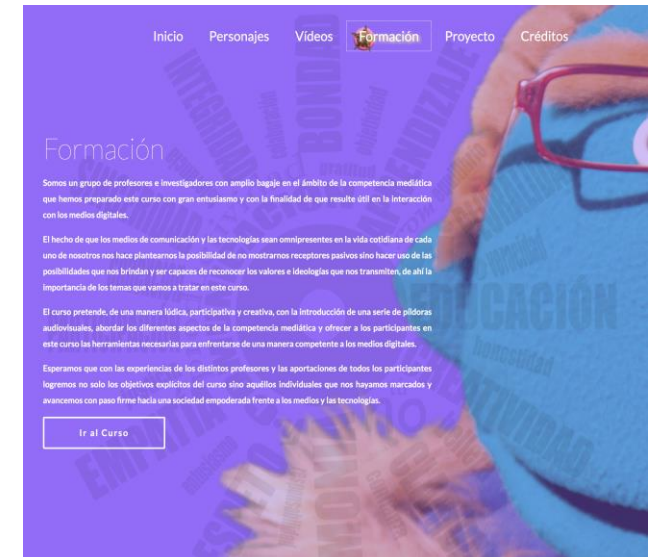 Inicio Personajes Vídeos Formación Proyecto Créditos
Formación
Somos un grupo de profesores e investigadores con amplio bagaje en el ámbito de la competencia mediática
que hemos preparado este curso con gran entusiasmo y con la finalidad de que resulte útil en la interacción
con los medios digitales.
El hecho de que los medios de comunicación y las tecnologías sean omnipresentes en la vida cotidiana de cada
uno de nosotros nos hace plantearnos la posibilidad de no mostrarnos receptores pasivos sino hacer uso de las
posibilidades que nos brindan y ser capaces de reconocer los valores e ideologías que nos transmiten, de ahí la
importancia de los temas que vamos a tratar en este curso.
El curso pretende, de una manera lúdica, participativa y creativa, con la introducción de una serie de píldoras
audiovisuales, abordar los diferentes aspectos de la competencia mediática y ofrecer a los participantes en
este curso las herramientas necesarias para enfrentarse de una manera competente a los medios digitales.
Esperamos que con las experiencias de los distintos profesores y las aportaciones de todos los participantes
logremos no solo los objetivos explícitos del curso sino aquéllos individuales que nos hayamos marcados y
avancemos con paso firme hacia una sociedad empoderada frente a los medios y las tecnologías.
Ir al Curso
INTEGRIDAD
BONDAD
objetividad
EDUCACION
EMPATIA